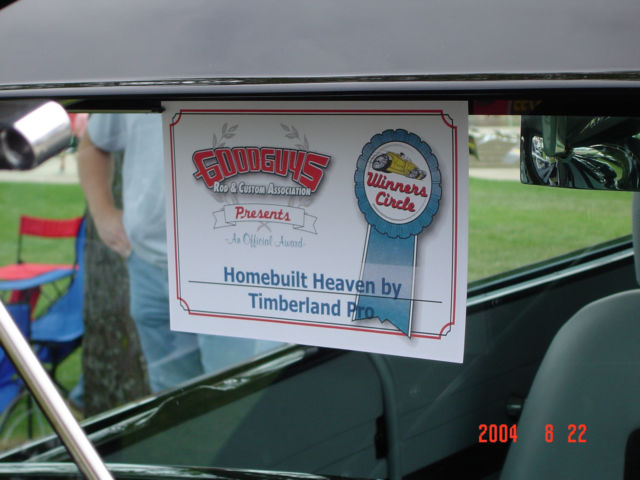 GOODGUYS
ROD & CUSTOM ASSOCIATION
Presents
-An Official Award-
Winners
Circle
Homebuilt Heaven by
Timberland Pro
2004 8 22